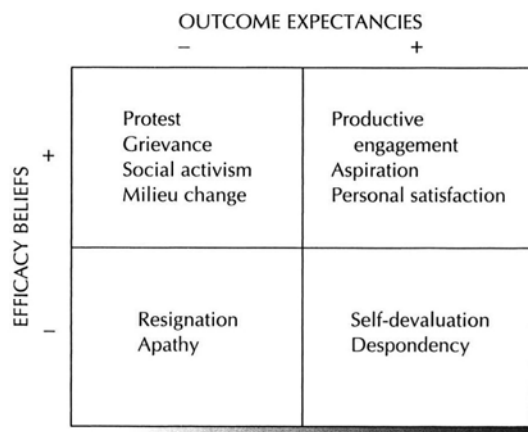 OUTCOME EXPECTANCIES
− +
EFFICACY BELIEFS
+
Protest
Grievance
Social activism
Milieu change
Productive
engagement
Aspiration
Personal satisfaction
−
Resignation
Apathy
Self-devaluation
Despondency